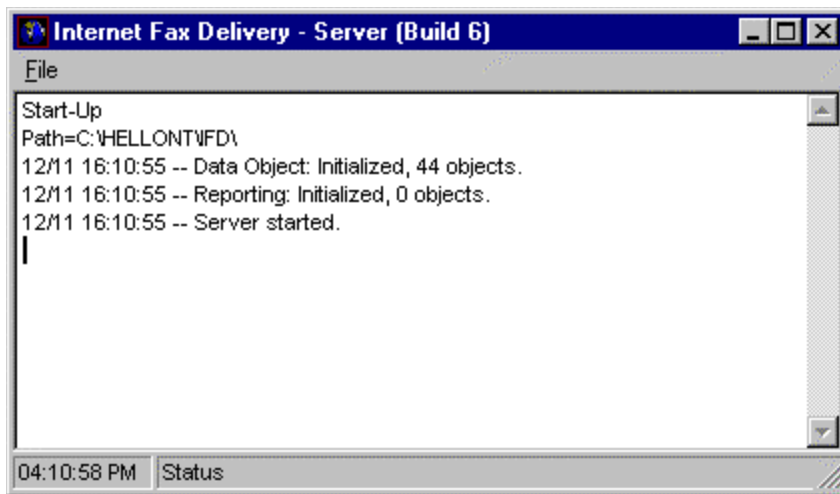 Internet Fax Delivery - Server (Build 6)
File
Start-Up
Path=C:\HELLONT\IFD\
12/11 16:10:55 -- Data Object: Initialized, 44 objects.
12/11 16:10:55 -- Reporting: Initialized, 0 objects.
12/11 16:10:55 -- Server started.
04:10:58 PM Status